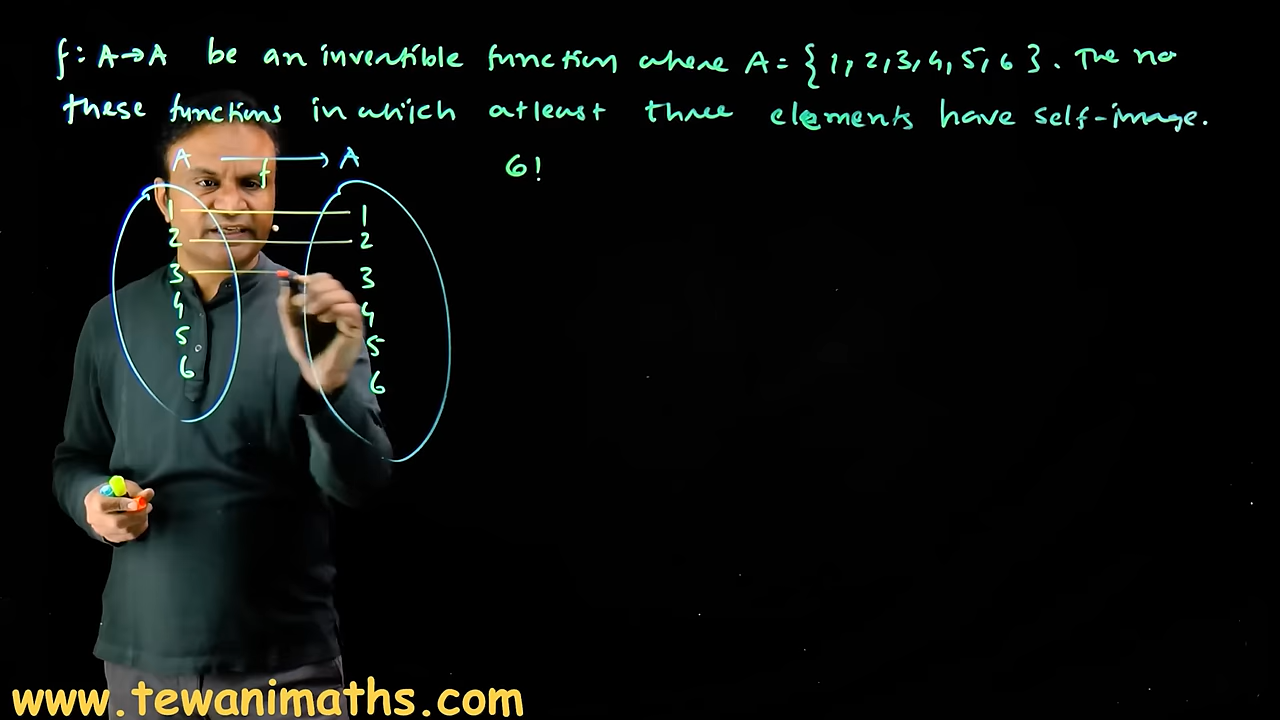 f: A→A be an invertible function where A = {1, 2, 3, 4, 5, 6}. The no
these functions in which atleast three elements have self-image.
A → A 6!
f
1 1
2 2
3 3
4 4
5 5
6 6
www.tewanimaths.com